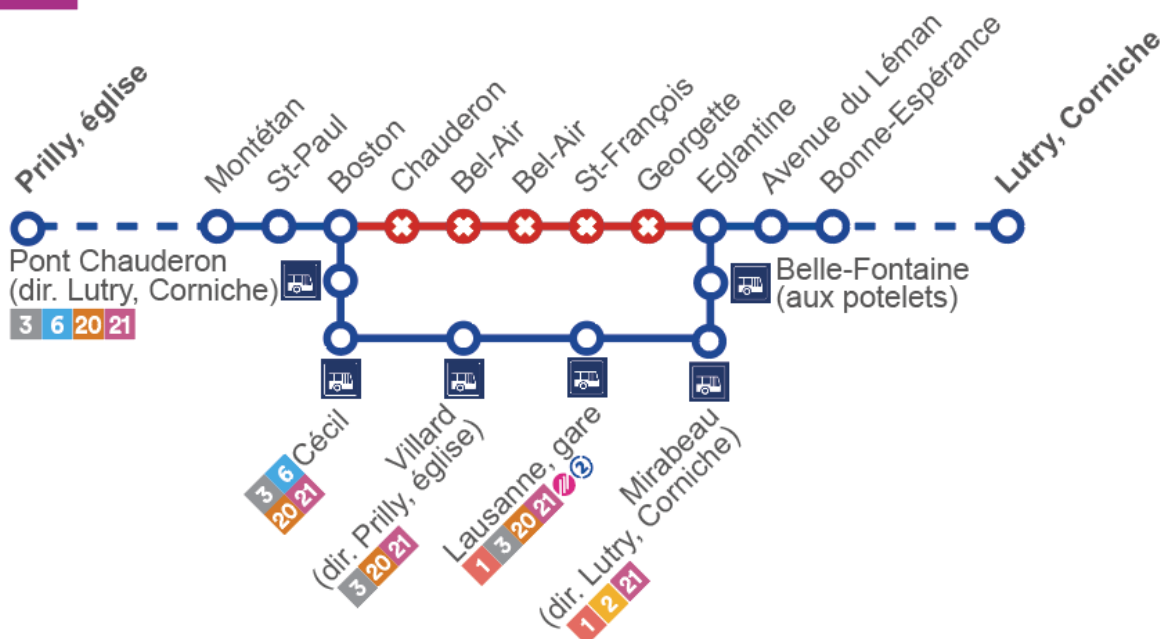 Prilly, église
Montétan
St-Paul
Boston
Chauderon
Bel-Air
Bel-Air
St-François
Georgette
Eglantine
Avenue du Léman
Bonne-Espérance
Lutry, Corniche
Pont Chauderon
(dir. Lutry, Corniche)
3 6 20 21
Belle-Fontaine
(aux potelets)
Cécil
3 6
20 21
Villard
(dir. Prilly, église)
3 20 21
Lausanne, gare
1 3 20 21 2
Mirabeau
(dir. Lutry, Corniche)
1 2 21